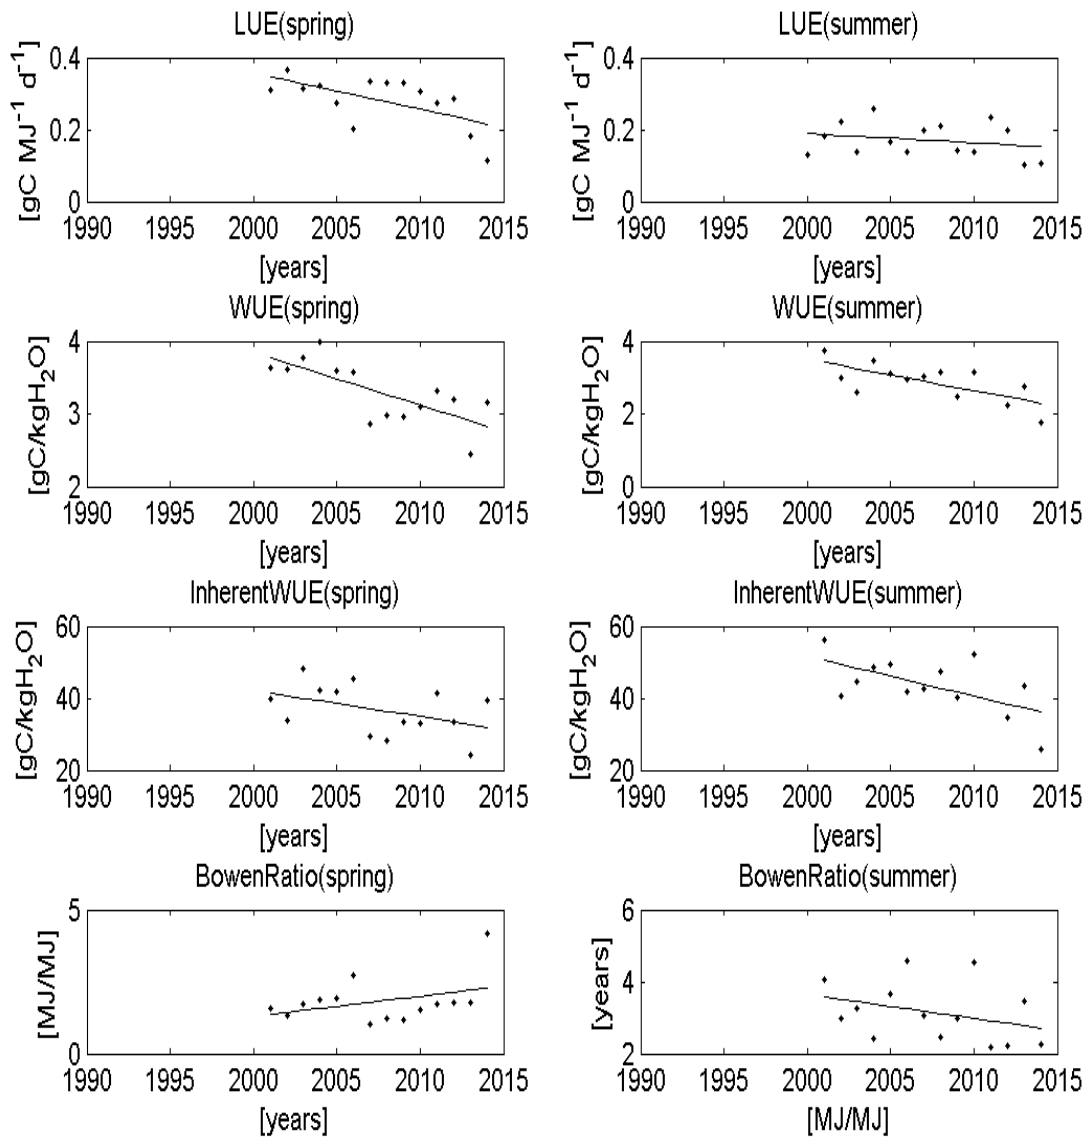 LUE(spring)
[gC MJ⁻¹ d⁻¹]
0.4
0.2
0
1990 1995 2000 2005 2010 2015
[years]
LUE(summer)
[gC MJ⁻¹ d⁻¹]
0.4
0.2
0
1990 1995 2000 2005 2010 2015
[years]
WUE(spring)
[gC/kgH₂O]
4
3
2
1990 1995 2000 2005 2010 2015
[years]
WUE(summer)
[gC/kgH₂O]
4
2
0
1990 1995 2000 2005 2010 2015
[years]
InherentWUE(spring)
[gC/kgH₂O]
60
40
20
1990 1995 2000 2005 2010 2015
[years]
InherentWUE(summer)
[gC/kgH₂O]
60
40
20
1990 1995 2000 2005 2010 2015
[years]
BowenRatio(spring)
[MJ/MJ]
5
0
1990 1995 2000 2005 2010 2015
[years]
BowenRatio(summer)
[years]
6
4
2
1990 1995 2000 2005 2010 2015
[MJ/MJ]